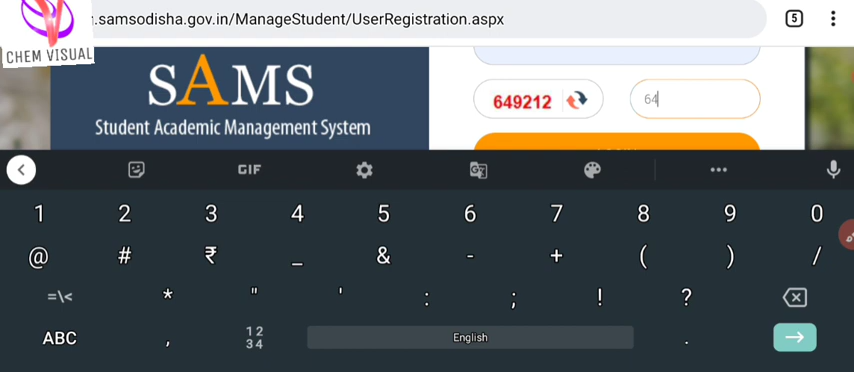 .samsodisha.gov.in/ManageStudent/UserRegistration.aspx
5
CHEM VISUAL
SAMS
Student Academic Management System
649212
64
GIF
1 2 3 4 5 6 7 8 9 0
@ # ₹ _ & - + ( ) /
=\< * " ' : ; ! ?
ABC , 12 34 English .